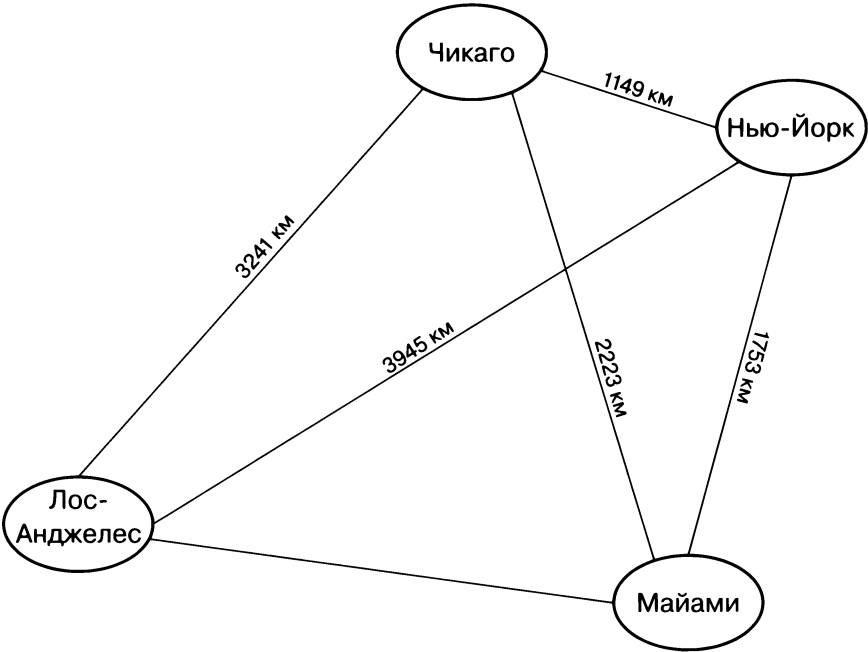 Чикаго
1149 км
Нью-Йорк
3241 км
3945 км
2223 км
1753 км
Лос-
Анджелес
Майами